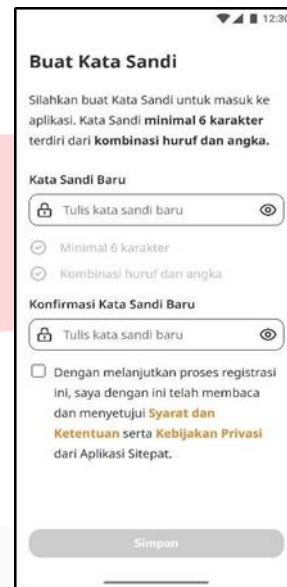 12:30
Buat Kata Sandi
Silahkan buat Kata Sandi untuk masuk ke
aplikasi. Kata Sandi minimal 6 karakter
terdiri dari kombinasi huruf dan angka.
Kata Sandi Baru
Tulis kata sandi baru
Minimal 6 karakter
Kombinasi huruf dan angka
Konfirmasi Kata Sandi Baru
Tulis kata sandi baru
Dengan melanjutkan proses registrasi
ini, saya dengan ini telah membaca
dan menyetujui Syarat dan
Ketentuan serta Kebijakan Privasi
dari Aplikasi Sitepat.
Simpan